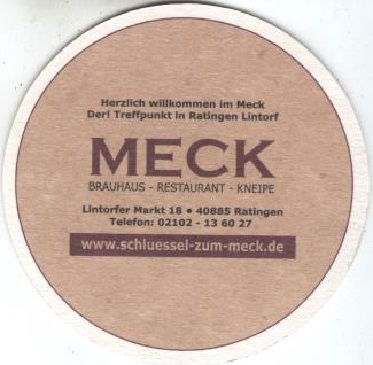 Herzlich willkommen im Meck
Darl Treffpunkt in Ratingen Lintorf
MECK
BRAUHAUS - RESTAURANT - KNEIPE
Lintorfer Markt 18 • 40885 Ratingen
Telefon: 02102 - 13 60 27
www.schluessel-zum-meck.de